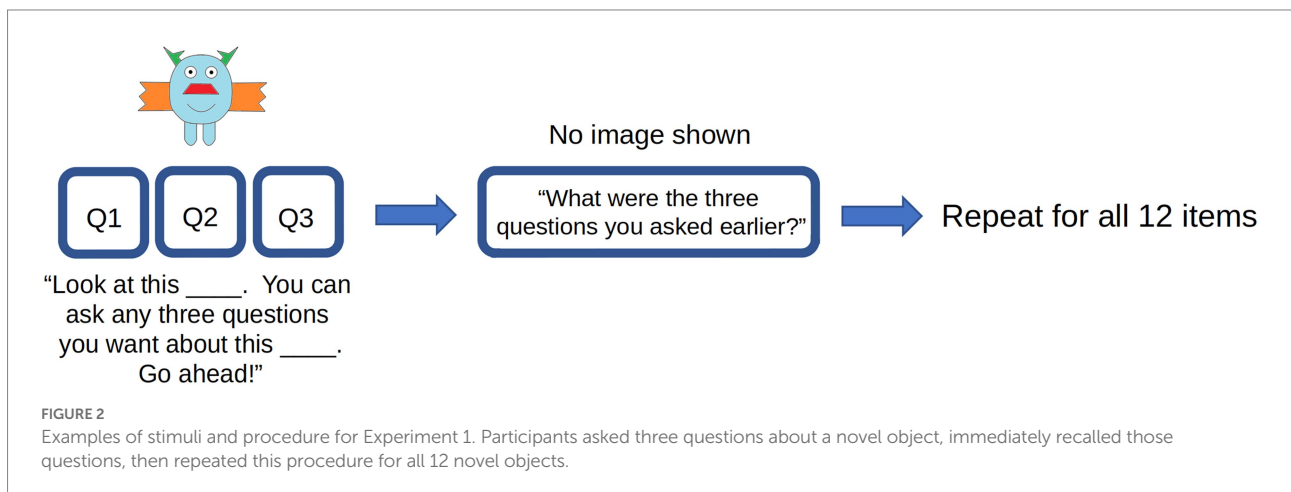 Q1
Q2
Q3
“Look at this ____. You can
ask any three questions
you want about this ____.
Go ahead!”
No image shown
“What were the three
questions you asked earlier?”
Repeat for all 12 items
FIGURE 2
Examples of stimuli and procedure for Experiment 1. Participants asked three questions about a novel object, immediately recalled those
questions, then repeated this procedure for all 12 novel objects.